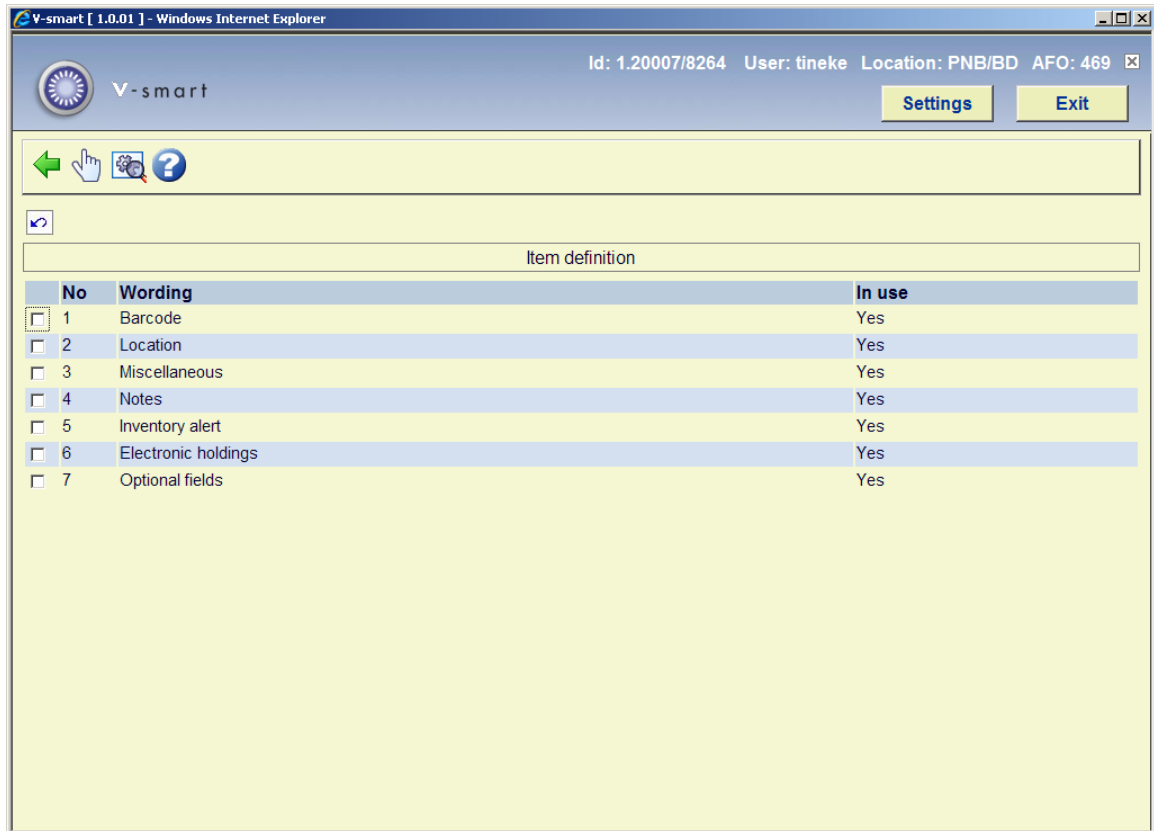 V-smart [ 1.0.01 ] - Windows Internet Explorer
Id: 1.20007/8264 User: tineke Location: PNB/BD AFO: 469
V-smart
Settings Exit
?
Item definition
No Wording In use
1 Barcode Yes
2 Location Yes
3 Miscellaneous Yes
4 Notes Yes
5 Inventory alert Yes
6 Electronic holdings Yes
7 Optional fields Yes